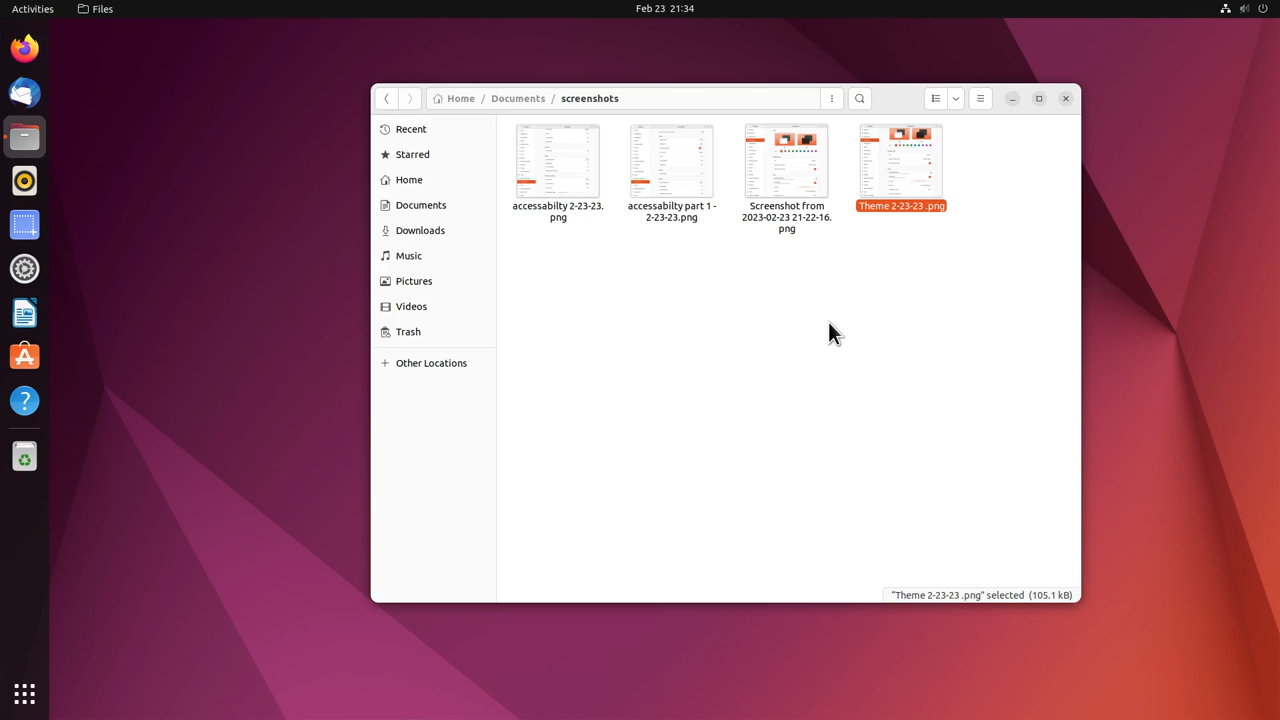 Activities
Files
Feb 23 21:34
Home / Documents / screenshots
Recent
Starred
Home
Documents
Downloads
Music
Pictures
Videos
Trash
Other Locations
accessabilty 2-23-23.
png
accessabilty part 1 -
2-23-23.png
Screenshot from
2023-02-23 21-22-16.
png
Theme 2-23-23 .png
"Theme 2-23-23 .png" selected (105.1 kB)